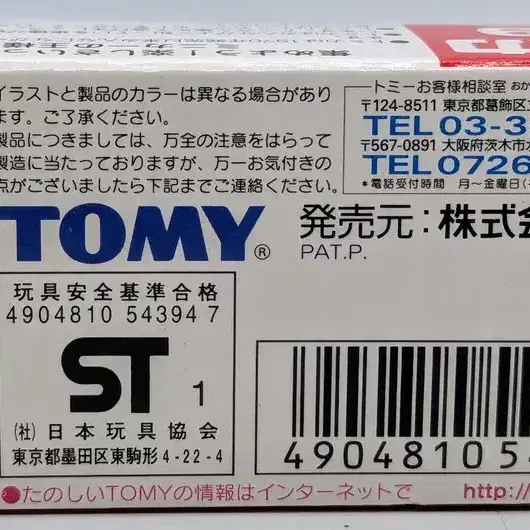 イラストと製品のカラーは異なる場合があり
ます。ご了承ください。
製品につきましては、万全の注意をはらって
製造に当たっておりますが、万一お気付きの
点がございましたら下記までご連絡ください。
トミーお客様相談室
〒124-8511 東京都葛飾区
TEL 03-3
〒567-0891 大阪府茨木市
TEL 0726
*電話受付時間 月〜金曜日(
TOMY®
発売元:株式会
PAT.P.
玩具安全基準合格
4904810 54394 7
ST 1
(社)日本玩具協会
東京都墨田区東駒形4-22-4
4904810 54
●たのしいTOMYの情報はインターネットで http://